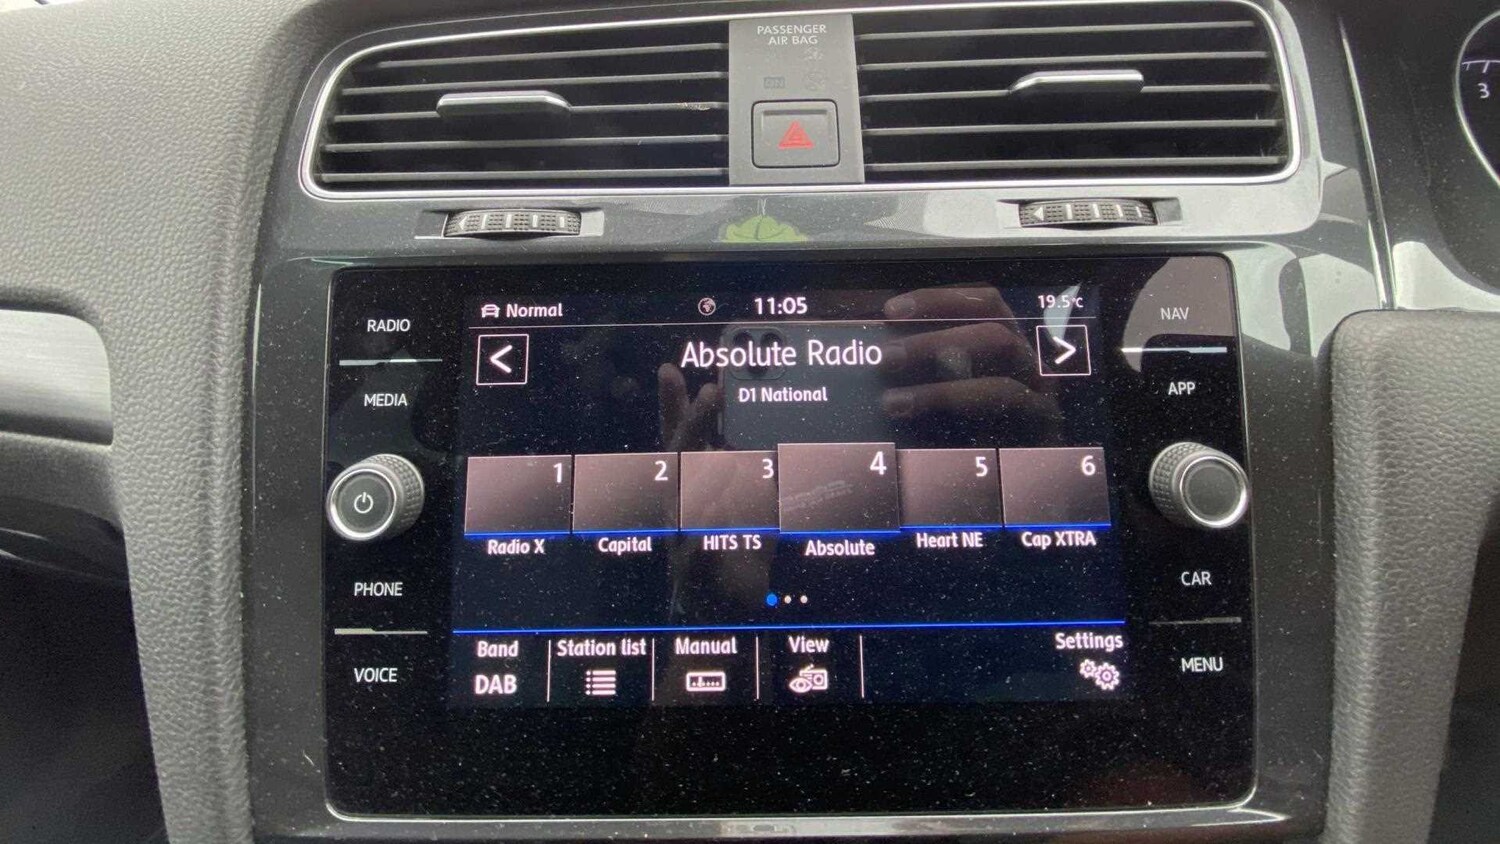 PASSENGER
AIR BAG
ON
3
RADIO
MEDIA
PHONE
VOICE
Normal
11:05
19.5°C
<
Absolute Radio
>
D1 National
1
2
3
4
5
6
Radio X
Capital
HITS TS
Absolute
Heart NE
Cap XTRA
Band
Station list
Manual
View
Settings
DAB
NAV
APP
CAR
MENU